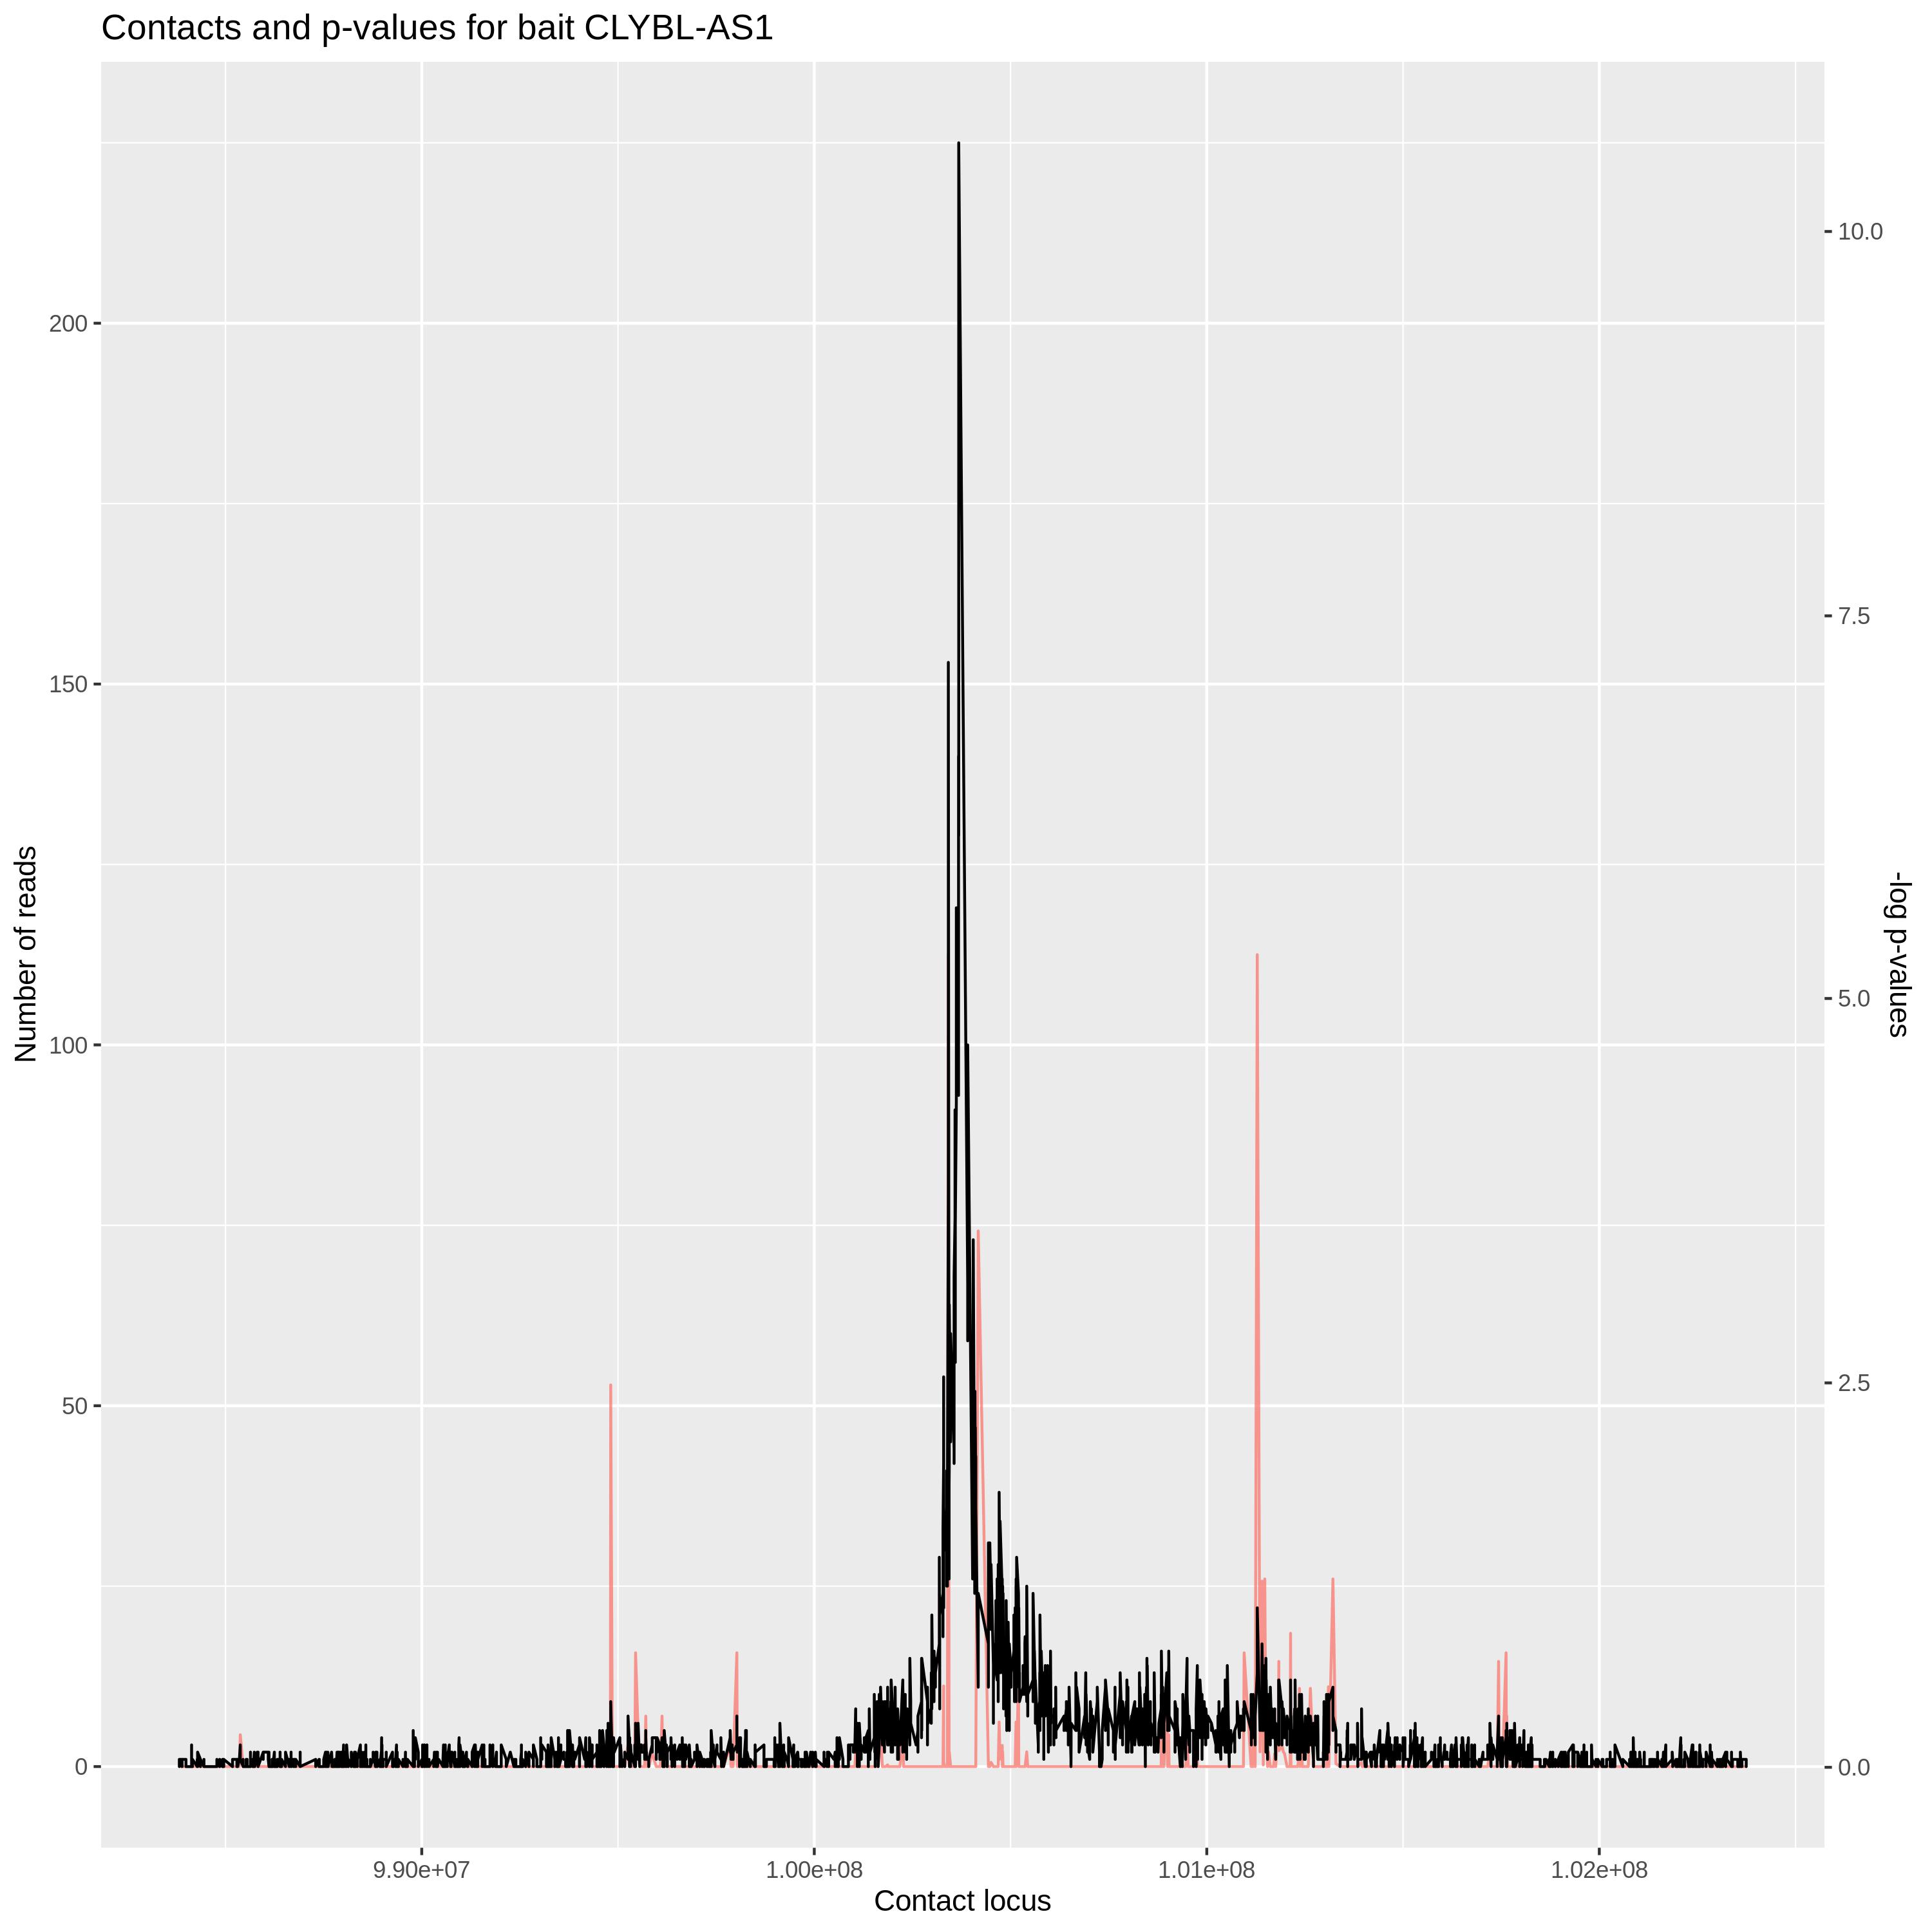 Contacts and p-values for bait CLYBL-AS1
200
150
100
50
0
Number of reads
10.0
7.5
5.0
2.5
0.0
-log p-values
9.90e+07 1.00e+08 1.01e+08 1.02e+08
Contact locus